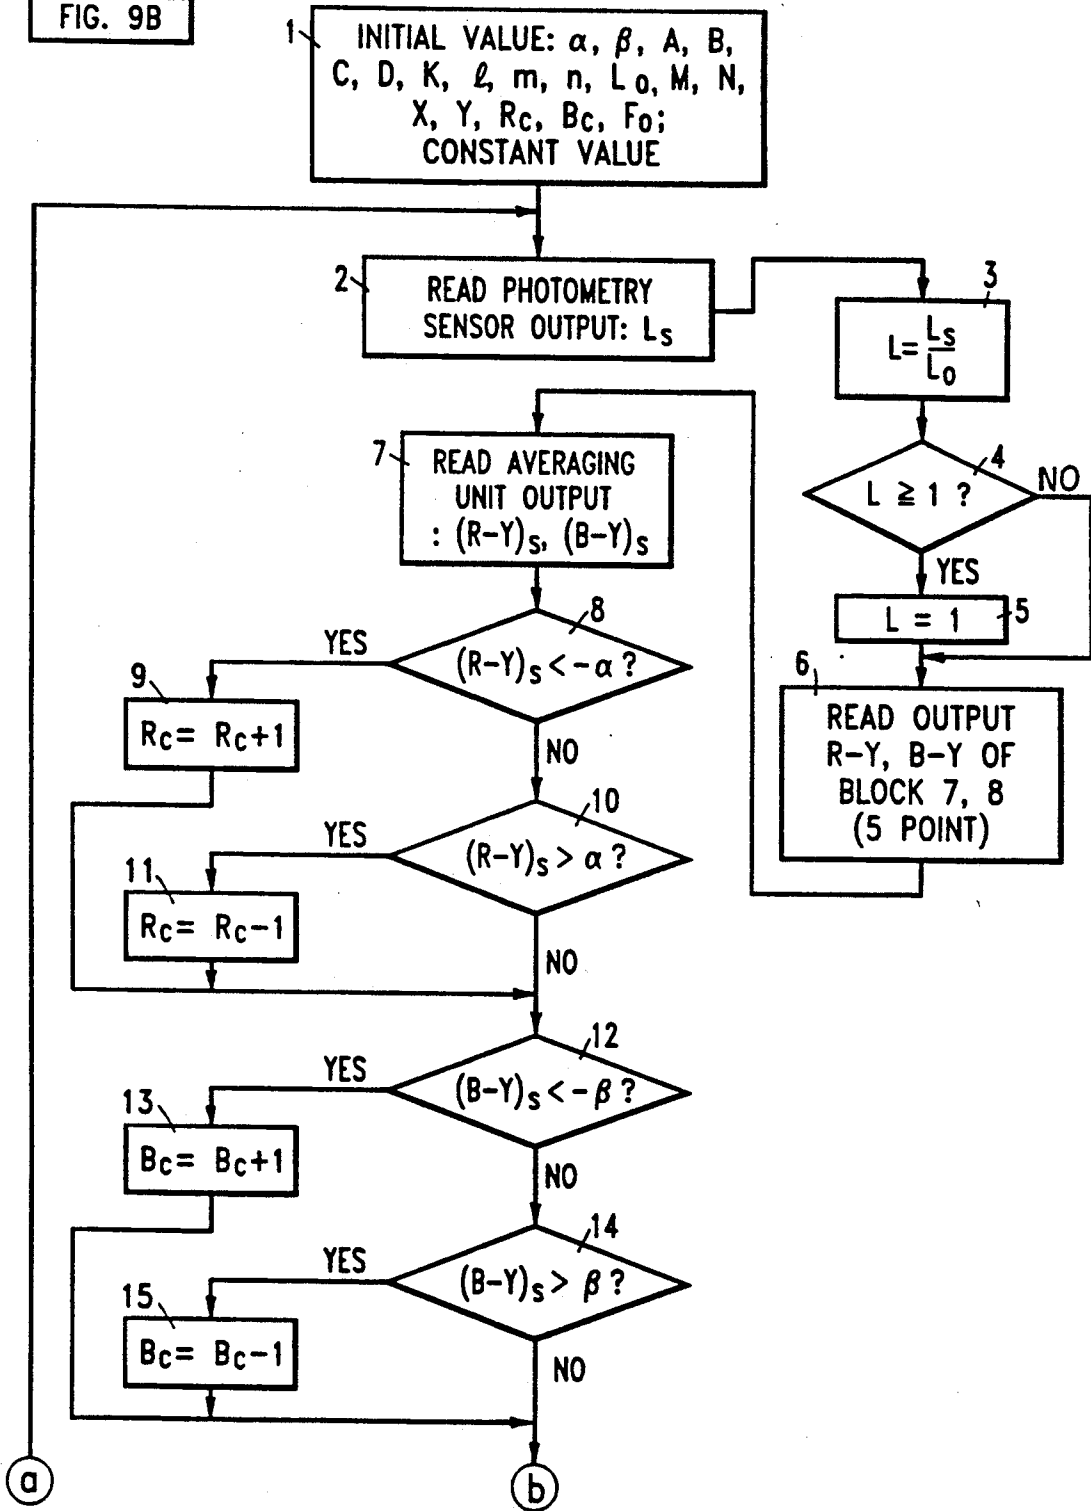 FIG. 9B
1
INITIAL VALUE: α, β, A, B,
C, D, K, ℓ, m, n, L0, M, N,
X, Y, Rc, Bc, Fo;
CONSTANT VALUE
2
READ PHOTOMETRY
SENSOR OUTPUT: Ls
3
L= Ls
L0
4
L ≧ 1 ?
NO
YES
L = 1
5
6
READ OUTPUT
R-Y, B-Y OF
BLOCK 7, 8
(5 POINT)
7
READ AVERAGING
UNIT OUTPUT
: (R-Y)s, (B-Y)s
8
YES
(R-Y)s < -α ?
9
Rc= Rc+1
NO
10
YES
(R-Y)s > α ?
11
Rc= Rc-1
NO
12
YES
(B-Y)s < -β ?
13
Bc= Bc+1
NO
14
YES
(B-Y)s > β ?
15
Bc= Bc-1
NO
a
b